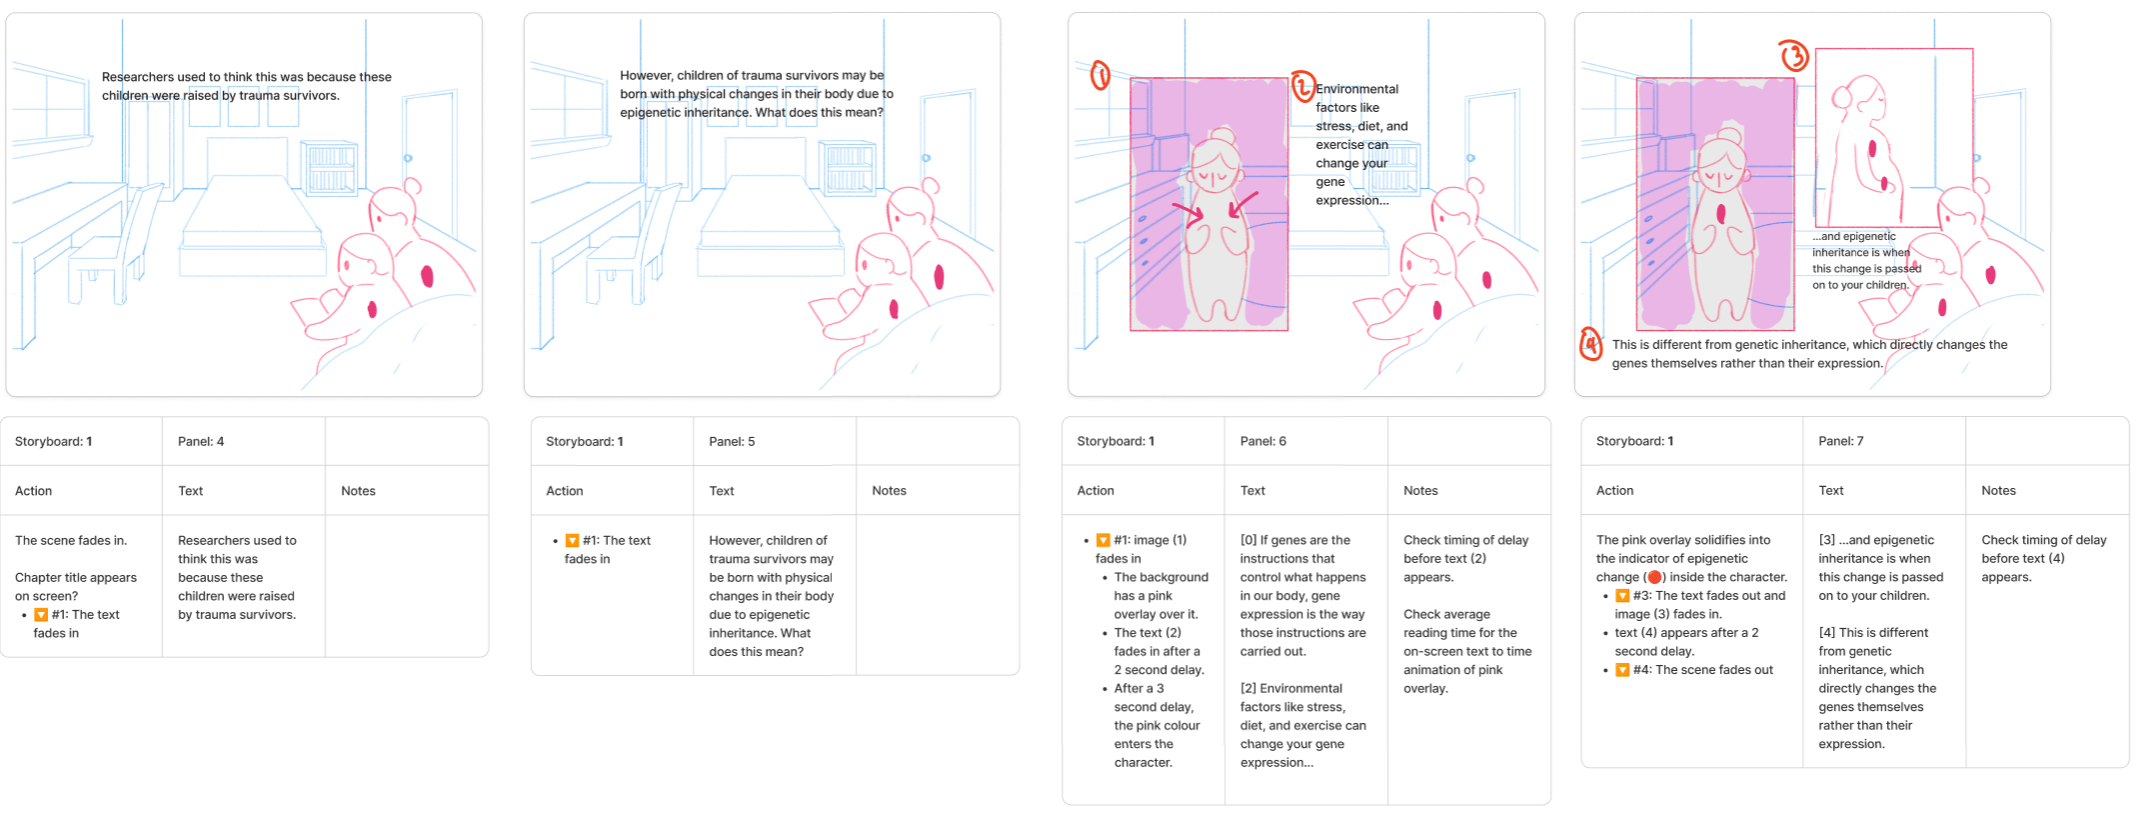 Researchers used to think this was because these
children were raised by trauma survivors.
However, children of trauma survivors may be
born with physical changes in their body due to
epigenetic inheritance. What does this mean?
1
2
Environmental
factors like
stress, diet, and
exercise can
change your
gene
expression...
3
...and epigenetic
inheritance is when
this change is passed
on to your children.
4
This is different from genetic inheritance, which directly changes the
genes themselves rather than their expression.
Storyboard: 1
Panel: 4
Action
Text
Notes
The scene fades in.
Chapter title appears
on screen?
• 🔽 #1: The text
fades in
Researchers used to
think this was
because these
children were raised
by trauma survivors.
Storyboard: 1
Panel: 5
Action
Text
Notes
• 🔽 #1: The text
fades in
However, children of
trauma survivors may
be born with physical
changes in their body
due to epigenetic
inheritance. What
does this mean?
Storyboard: 1
Panel: 6
Action
Text
Notes
• 🔽 #1: image (1)
fades in
• The background
has a pink
overlay over it.
• The text (2)
fades in after a
2 second delay.
• After a 3
second delay,
the pink colour
enters the
character.
[0] If genes are the
instructions that
control what happens
in our body, gene
expression is the way
those instructions are
carried out.
[2] Environmental
factors like stress,
diet, and exercise can
change your gene
expression...
Check timing of delay
before text (2)
appears.
Check average
reading time for the
on-screen text to time
animation of pink
overlay.
Storyboard: 1
Panel: 7
Action
Text
Notes
The pink overlay solidifies into
the indicator of epigenetic
change (🔴) inside the character.
• 🔽 #3: The text fades out and
image (3) fades in.
• text (4) appears after a 2
second delay.
• 🔽 #4: The scene fades out
[3] ...and epigenetic
inheritance is when
this change is passed
on to your children.
[4] This is different
from genetic
inheritance, which
directly changes the
genes themselves
rather than their
expression.
Check timing of delay
before text (4)
appears.